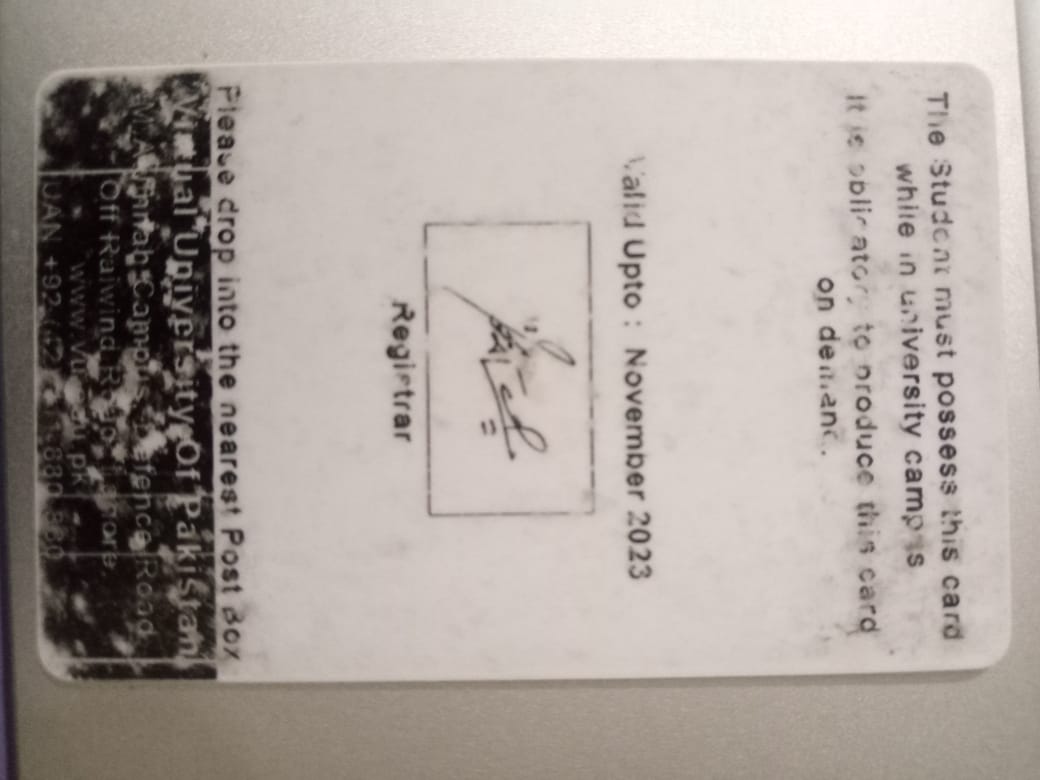 The Student must possess this card
while in university campus
It is obligatory to produce this card
on demand.
Valid Upto : November 2023
Registrar
Please drop into the nearest Post Box
Virtual University Of Pakistan
M.A. Jinnah Campus, Defence Road,
Off Raiwind Road, Lahore
www.vu.edu.pk
UAN +92 (42) 880 880